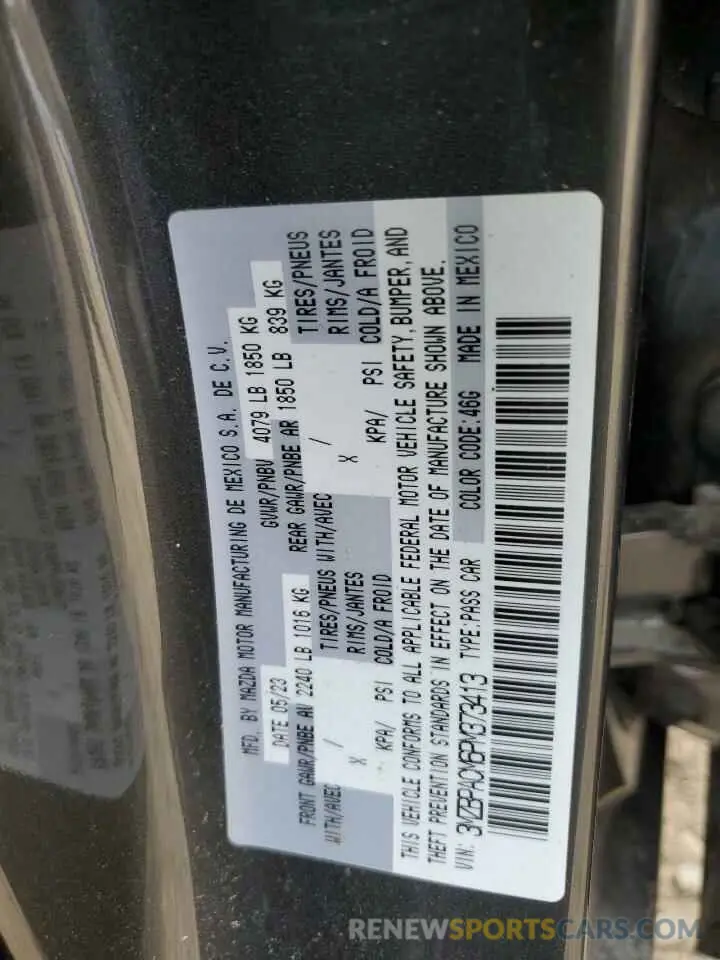 MFD. BY MAZDA MOTOR MANUFACTURING DE MEXICO S.A. DE C.V.
DATE 05/23 GVWR/PNBV 4079 LB 1850 KG
FRONT GAWR/PNBE AV 2240 LB 1016 KG REAR GAWR/PNBE AR 1850 LB 839 KG
WITH/AVEC / TIRES/PNEUS WITH/AVEC / TIRES/PNEUS
X RIMS/JANTES X RIMS/JANTES
KPA/ PSI COLD/A FROID KPA/ PSI COLD/A FROID
THIS VEHICLE CONFORMS TO ALL APPLICABLE FEDERAL MOTOR VEHICLE SAFETY, BUMPER, AND
THEFT PREVENTION STANDARDS IN EFFECT ON THE DATE OF MANUFACTURE SHOWN ABOVE.
VIN: TYPE:PASS CAR COLOR CODE:46G MADE IN MEXICO
RENEWSPORTSCARS.COM